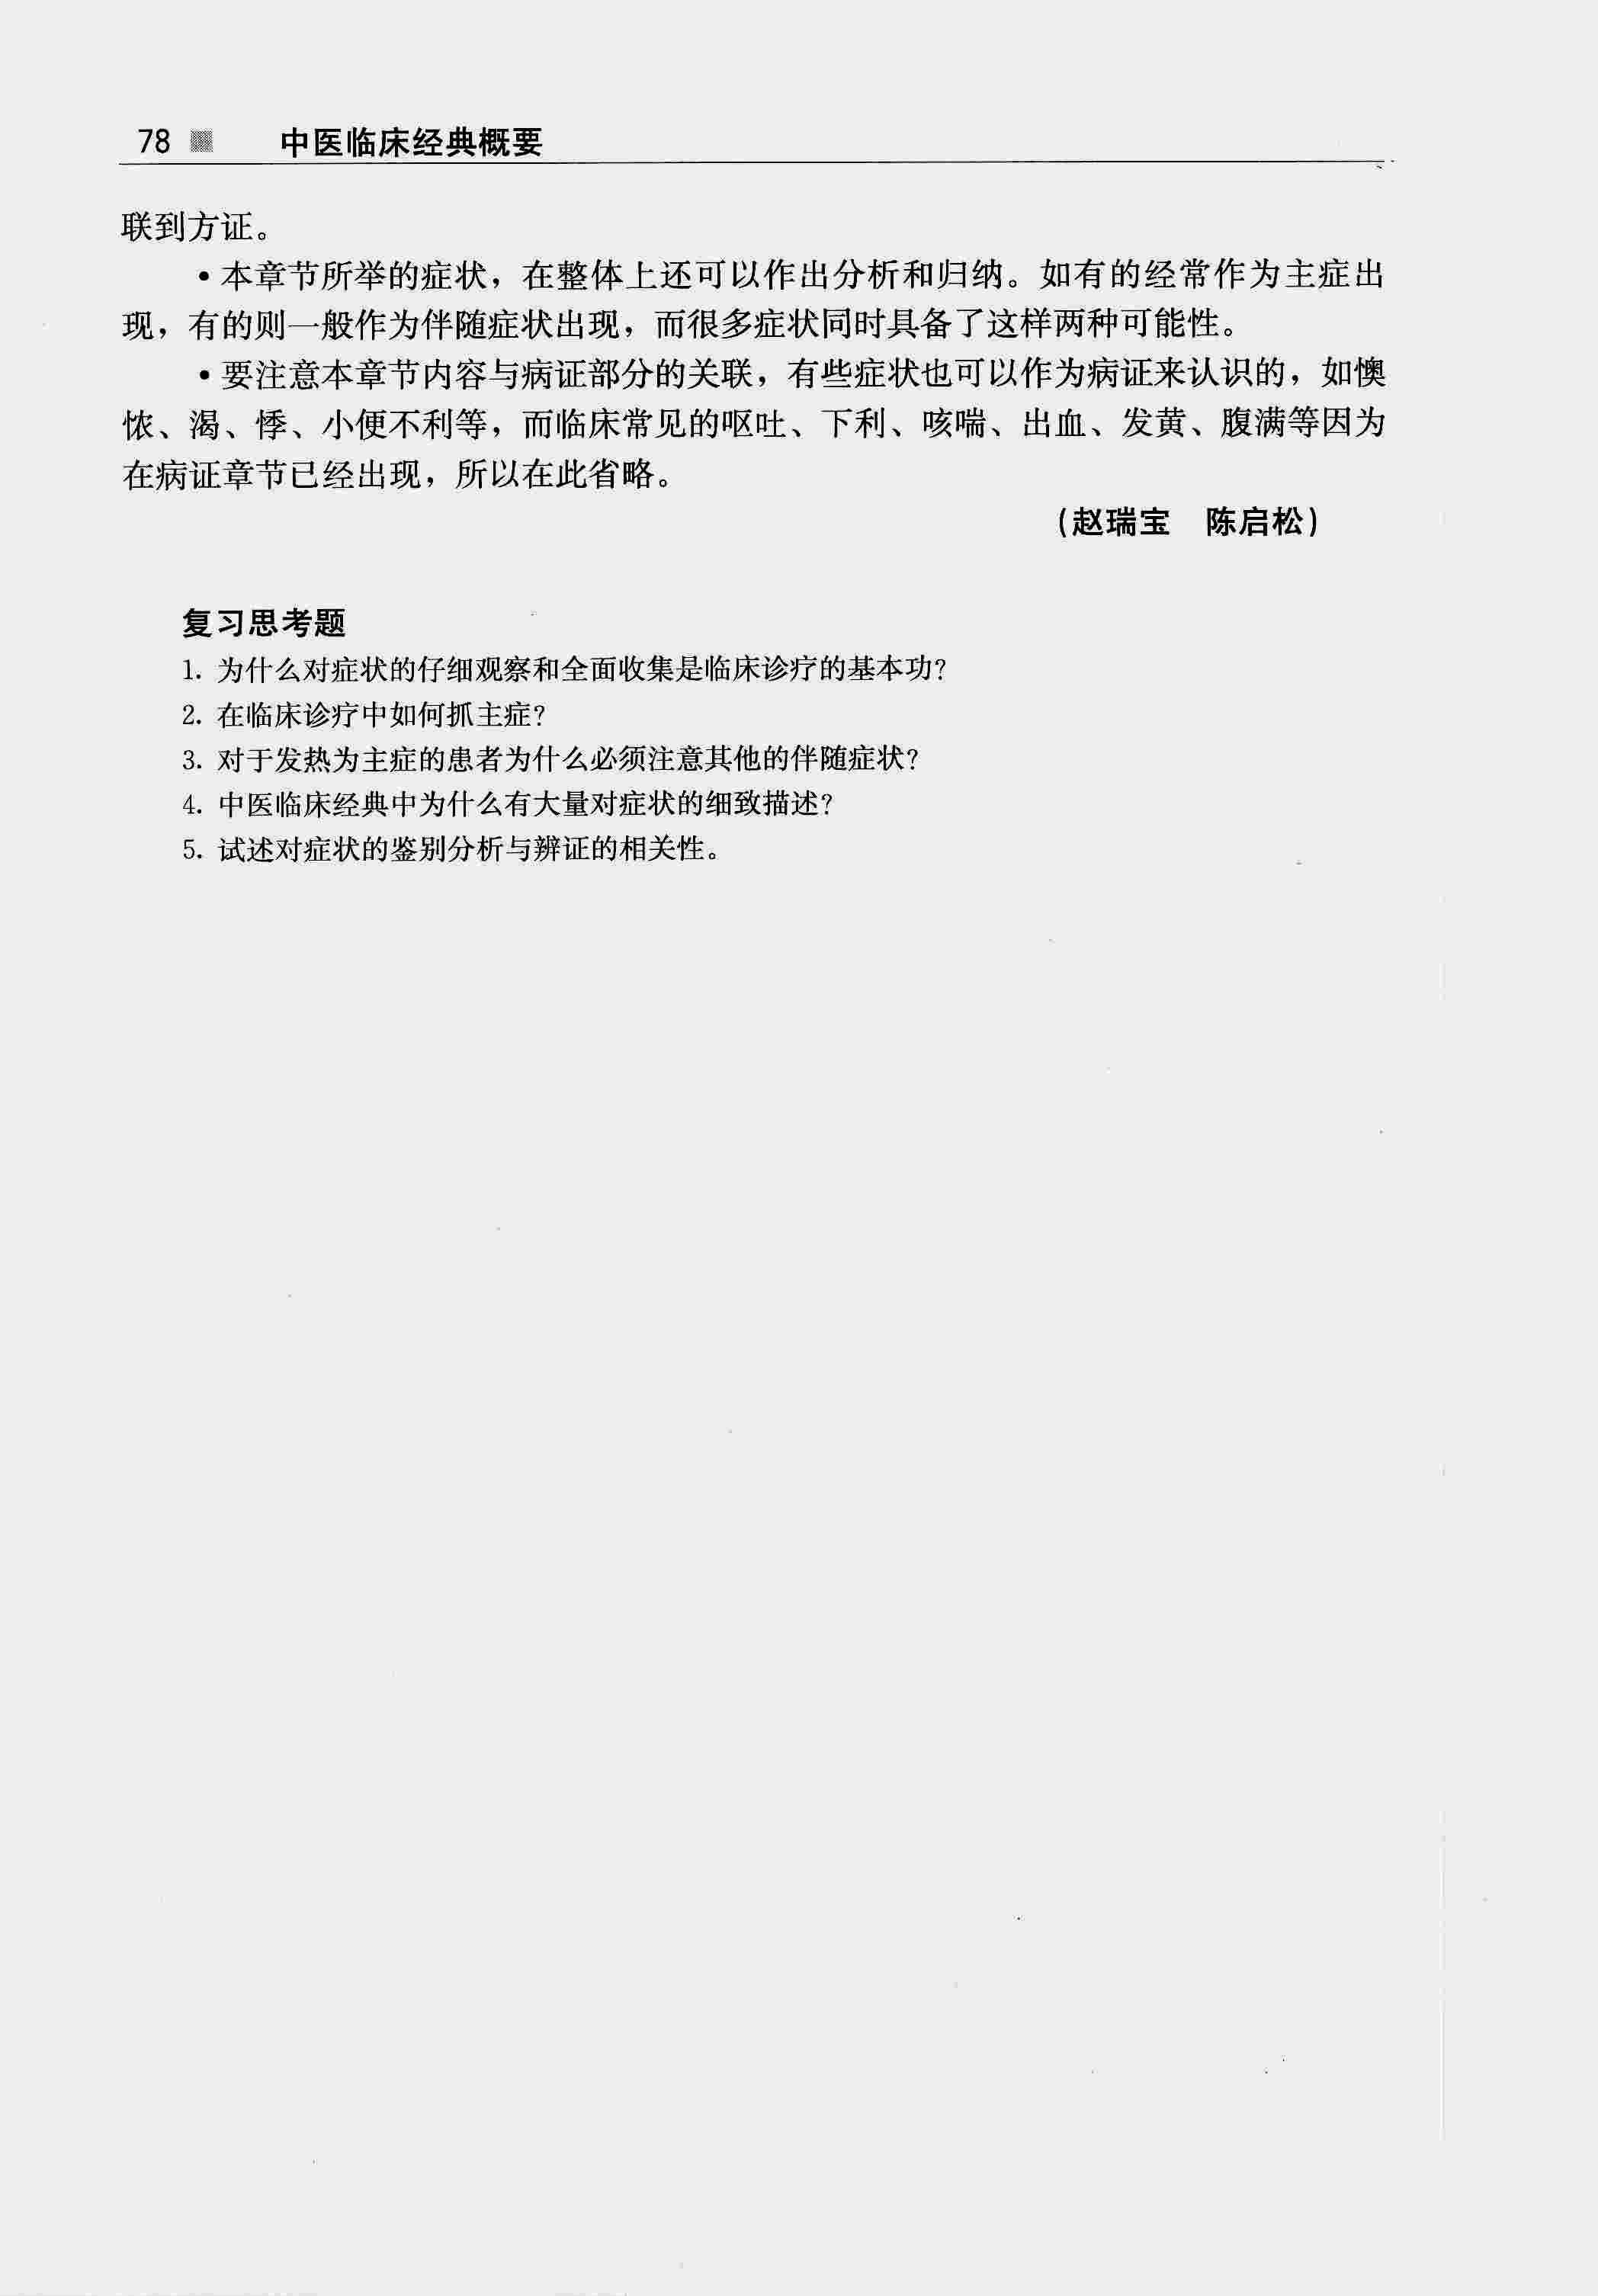 78 中医临床经典概要
联到方证。
•本章节所举的症状，在整体上还可以作出分析和归纳。如有的经常作为主症出
现，有的则一般作为伴随症状出现，而很多症状同时具备了这样两种可能性。
•要注意本章节内容与病证部分的关联，有些症状也可以作为病证来认识的，如懊
侬、渴、悸、小便不利等，而临床常见的呕吐、下利、咳喘、出血、发黄、腹满等因为
在病证章节已经出现，所以在此省略。
（赵瑞宝　陈启松）
复习思考题
1. 为什么对症状的仔细观察和全面收集是临床诊疗的基本功？
2. 在临床诊疗中如何抓主症？
3. 对于发热为主症的患者为什么必须注意其他的伴随症状？
4. 中医临床经典中为什么有大量对症状的细致描述？
5. 试述对症状的鉴别分析与辨证的相关性。